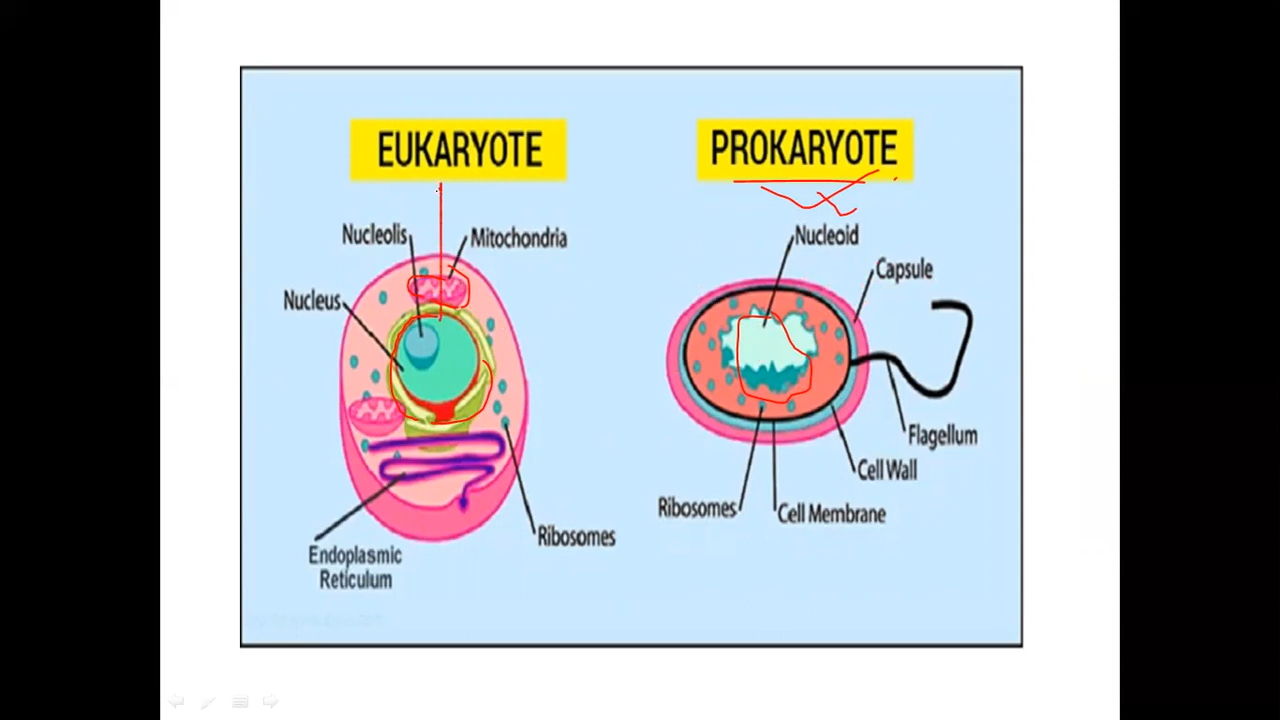 EUKARYOTE
PROKARYOTE
Nucleolis
Mitochondria
Nucleus
Endoplasmic
Reticulum
Ribosomes
Nucleoid
Capsule
Flagellum
Cell Wall
Ribosomes
Cell Membrane